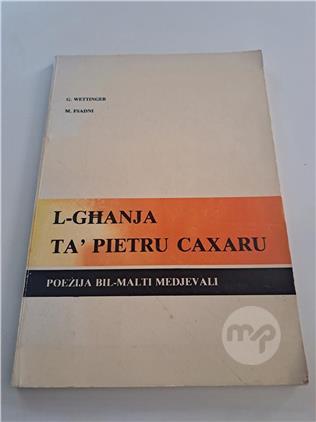 G. WETTINGER
M. FSADNI
L-GĦANJA
TA' PIETRU CAXARU
POEŻIJA BIL-MALTI MEDJEVALI
mp